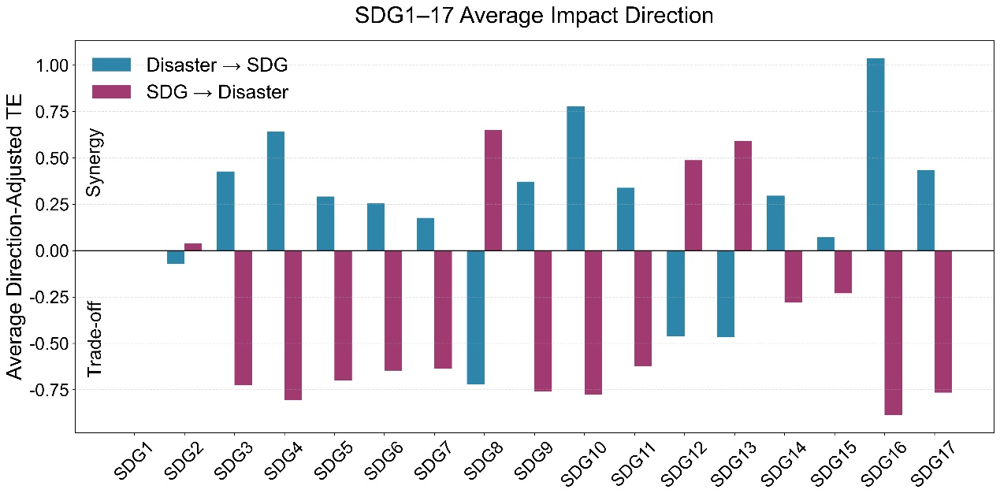 SDG1–17 Average Impact Direction
Disaster → SDG
SDG → Disaster
Average Direction-Adjusted TE
Synergy
Trade-off
1.00
0.75
0.50
0.25
0.00
-0.25
-0.50
-0.75
SDG1
SDG2
SDG3
SDG4
SDG5
SDG6
SDG7
SDG8
SDG9
SDG10
SDG11
SDG12
SDG13
SDG14
SDG15
SDG16
SDG17